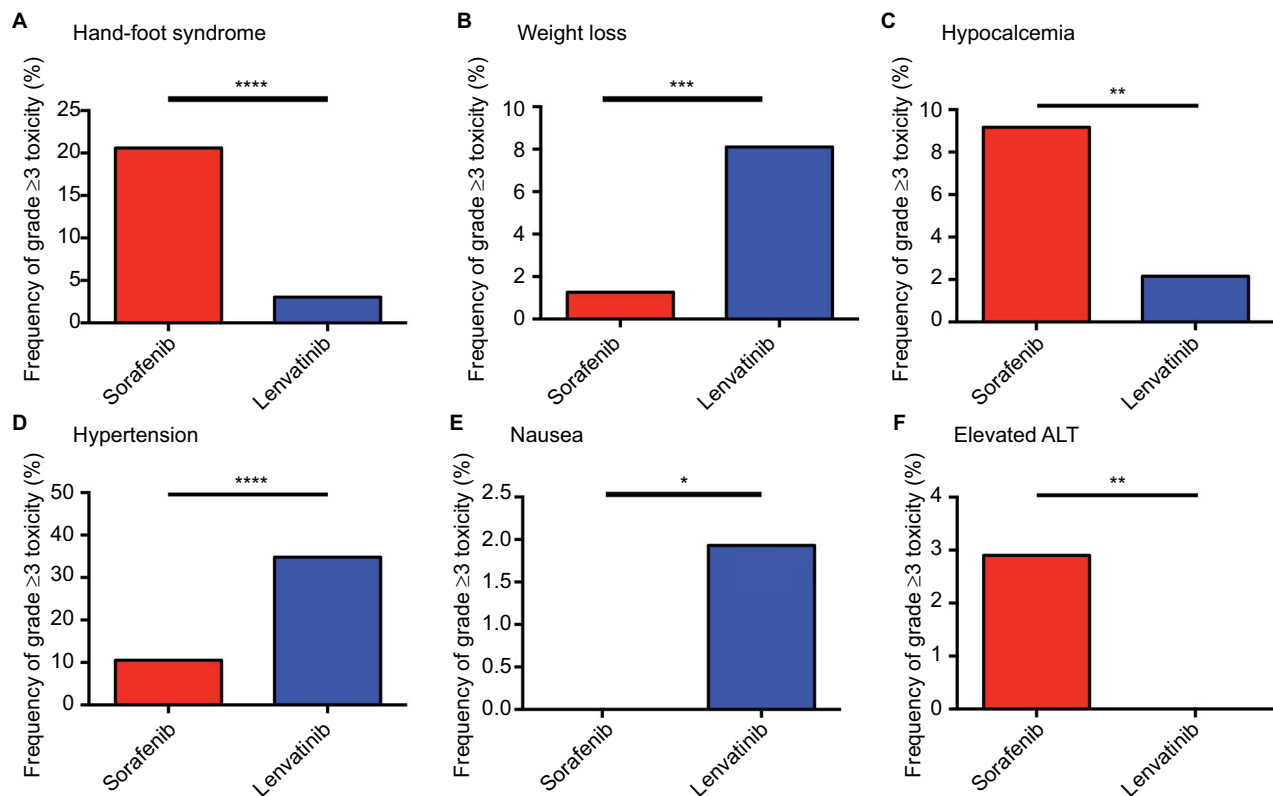 A Hand-foot syndrome
Frequency of grade ≥3 toxicity (%)
25
20
15
10
5
0
****
Sorafenib
Lenvatinib
B Weight loss
Frequency of grade ≥3 toxicity (%)
10
8
6
4
2
0
***
Sorafenib
Lenvatinib
C Hypocalcemia
Frequency of grade ≥3 toxicity (%)
10
8
6
4
2
0
**
Sorafenib
Lenvatinib
D Hypertension
Frequency of grade ≥3 toxicity (%)
50
40
30
20
10
0
****
Sorafenib
Lenvatinib
E Nausea
Frequency of grade ≥3 toxicity (%)
2.5
2.0
1.5
1.0
0.5
0.0
*
Sorafenib
Lenvatinib
F Elevated ALT
Frequency of grade ≥3 toxicity (%)
4
3
2
1
0
**
Sorafenib
Lenvatinib